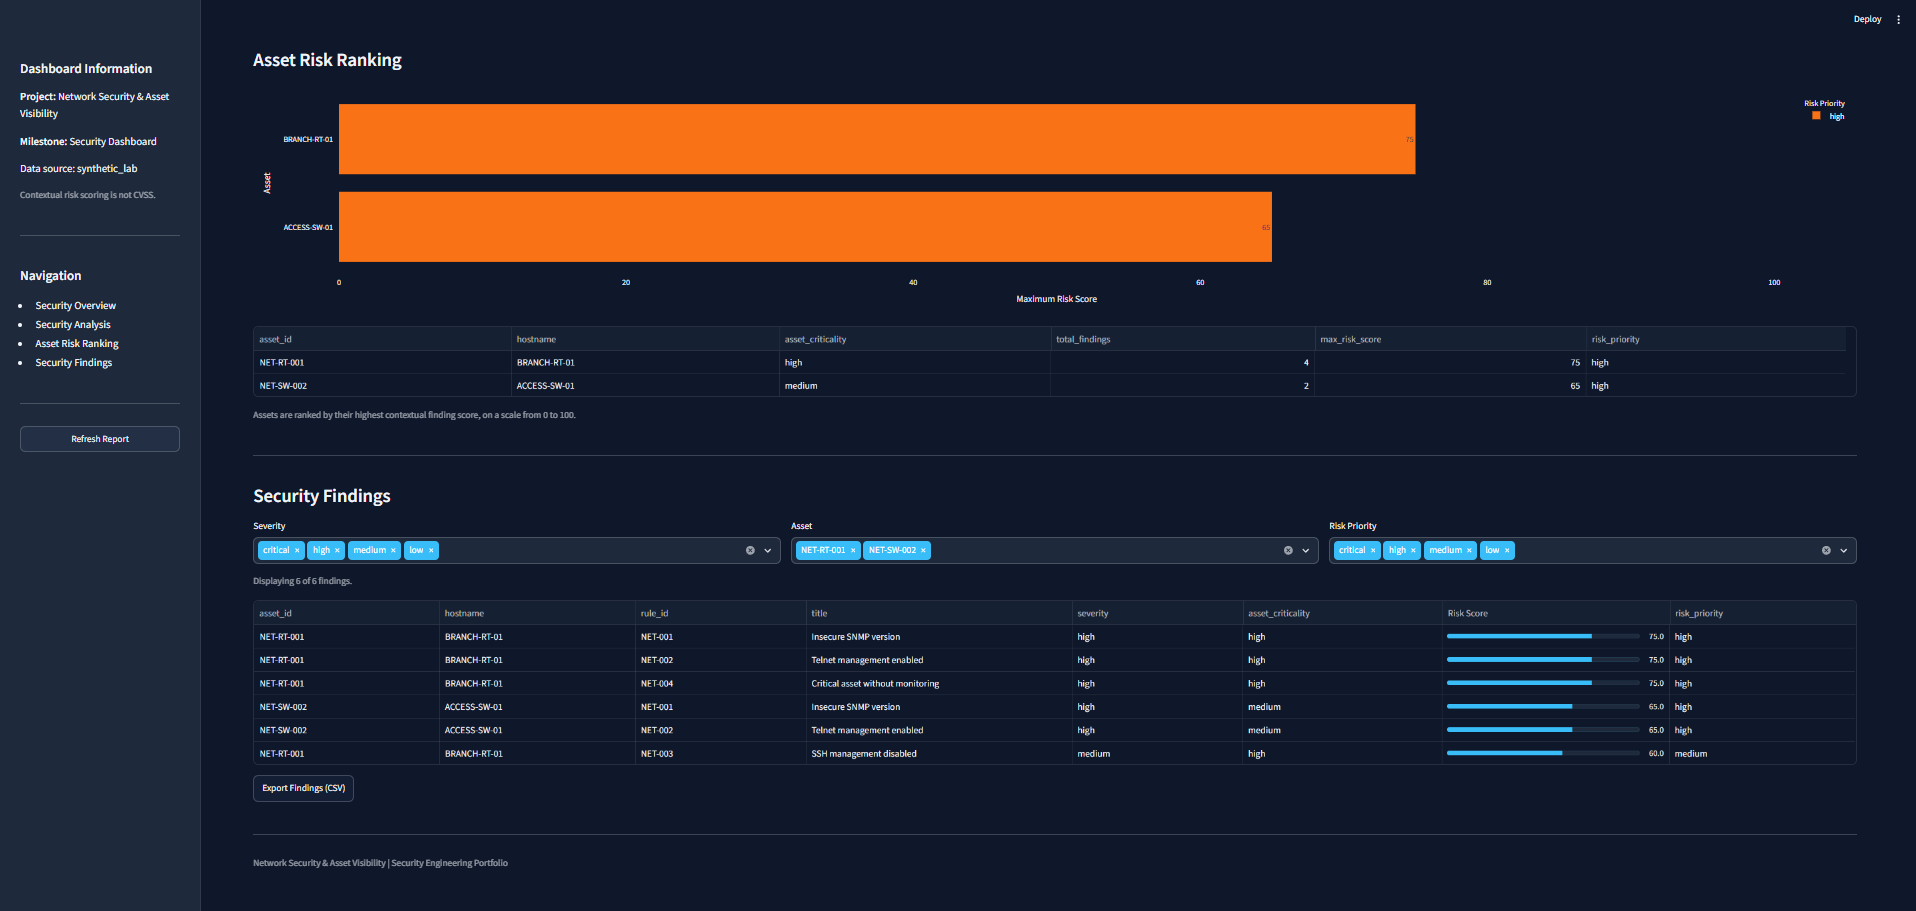 Deploy
Dashboard Information
Project: Network Security & Asset
Visibility
Milestone: Security Dashboard
Data source: synthetic_lab
Contextual risk scoring is not CVSS.
Navigation
Security Overview
Security Analysis
Asset Risk Ranking
Security Findings
Refresh Report
Asset Risk Ranking
Risk Priority
high
Asset
BRANCH-RT-01
75
ACCESS-SW-01
65
0 20 40 60 80 100
Maximum Risk Score
asset_id hostname asset_criticality total_findings max_risk_score risk_priority
NET-RT-001 BRANCH-RT-01 high 4 75 high
NET-SW-002 ACCESS-SW-01 medium 2 65 high
Assets are ranked by their highest contextual finding score, on a scale from 0 to 100.
Security Findings
Severity Asset Risk Priority
critical × high × medium × low × NET-RT-001 × NET-SW-002 × critical × high × medium × low ×
Displaying 6 of 6 findings.
asset_id hostname rule_id title severity asset_criticality Risk Score risk_priority
NET-RT-001 BRANCH-RT-01 NET-001 Insecure SNMP version high high 75.0 high
NET-RT-001 BRANCH-RT-01 NET-002 Telnet management enabled high high 75.0 high
NET-RT-001 BRANCH-RT-01 NET-004 Critical asset without monitoring high high 75.0 high
NET-SW-002 ACCESS-SW-01 NET-001 Insecure SNMP version high medium 65.0 high
NET-SW-002 ACCESS-SW-01 NET-002 Telnet management enabled high medium 65.0 high
NET-RT-001 BRANCH-RT-01 NET-003 SSH management disabled medium high 60.0 medium
Export Findings (CSV)
Network Security & Asset Visibility | Security Engineering Portfolio